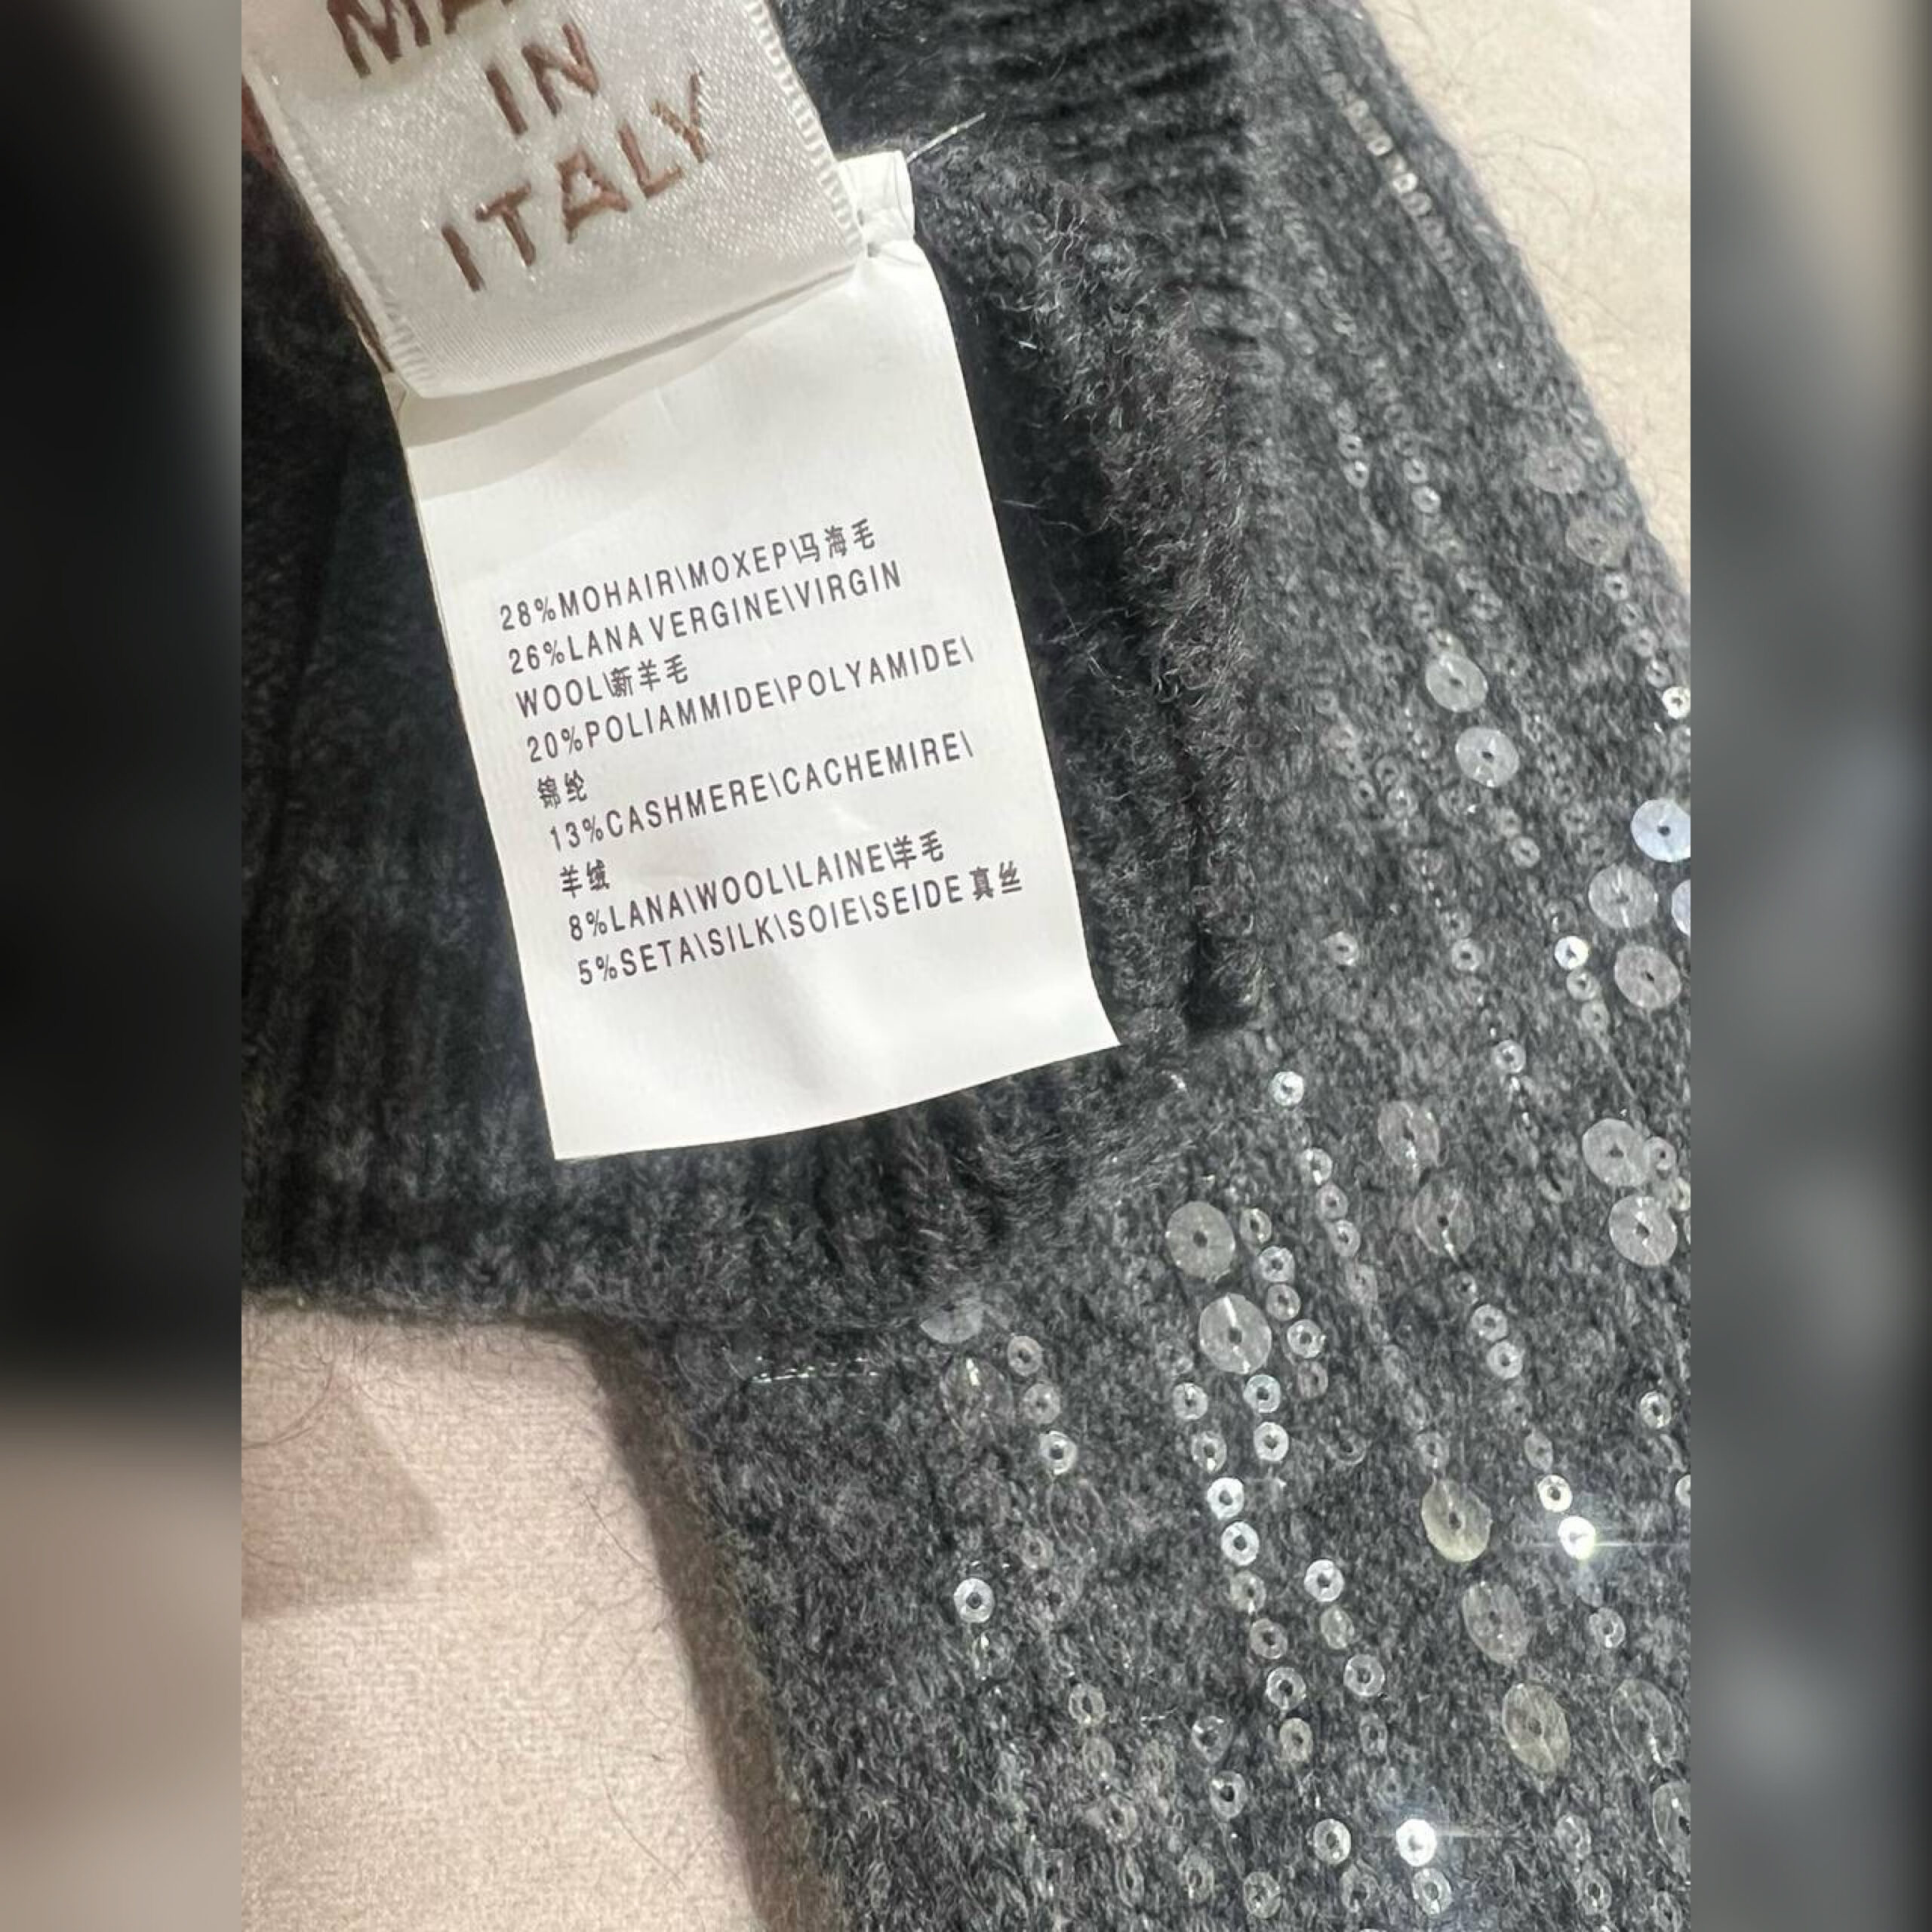 IN
ITALY
28%MOHAIR\MOXEP\马海毛
26%LANA VERGINE\VIRGIN
WOOL\新羊毛
20%POLIAMMIDE\POLYAMIDE\
锦纶
13%CASHMERE\CACHEMIRE\
羊绒
8%LANA\WOOL\LAINE\羊毛
5%SETA\SILK\SOIE\SEIDE 真丝